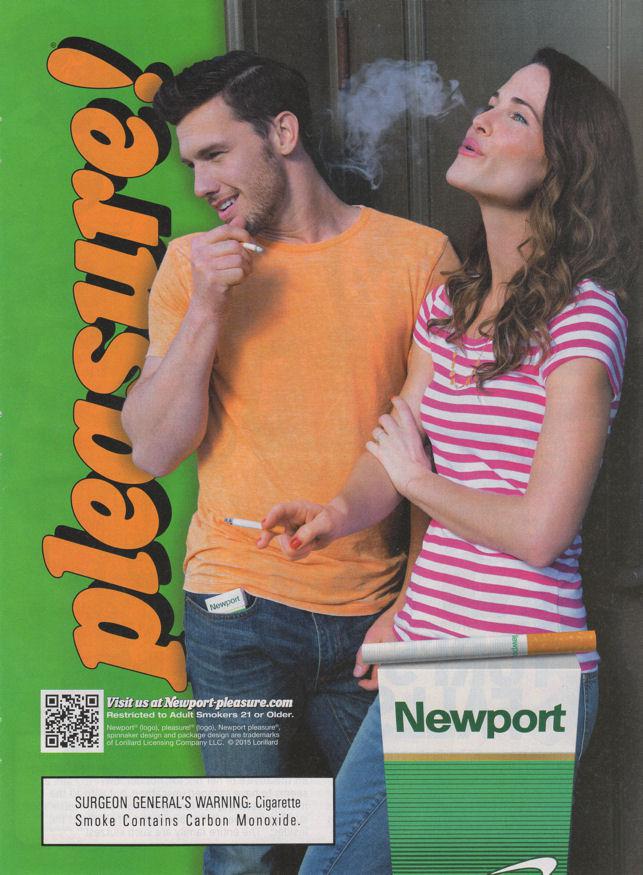 pleasure!®
Newport
Visit us at Newport-pleasure.com
Restricted to Adult Smokers 21 or Older.
Newport® (logo), pleasure!® (logo), Newport pleasure®,
spinnaker design and package design are trademarks
of Lorillard Licensing Company LLC. © 2015 Lorillard
SURGEON GENERAL'S WARNING: Cigarette
Smoke Contains Carbon Monoxide.
Newport
Newport